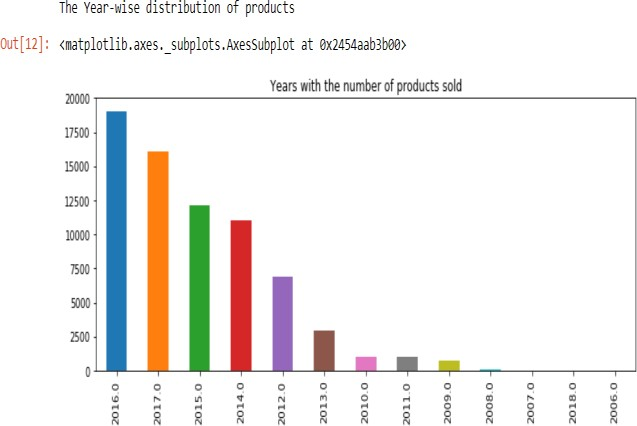 The Year-wise distribution of products
Out[12]: <matplotlib.axes._subplots.AxesSubplot at 0x2454aab3b00>
Years with the number of products sold
20000
17500
15000
12500
10000
7500
5000
2500
0
2016.0 2017.0 2015.0 2014.0 2012.0 2013.0 2010.0 2011.0 2009.0 2008.0 2007.0 2018.0 2006.0